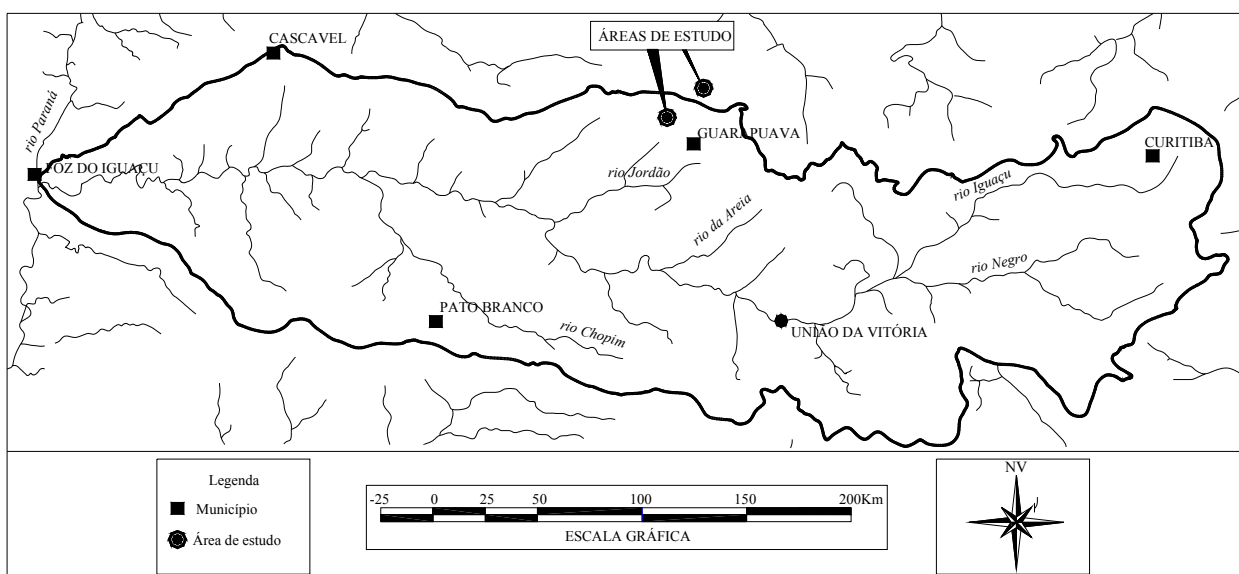 CASCAVEL
ÁREAS DE ESTUDO
rio Paraná
GUARAPUAVA
CURITIBA
FOZ DO IGUAÇU
rio Jordão
rio Iguaçu
rio da Areia
rio Negro
PATO BRANCO
rio Chopim
UNIÃO DA VITÓRIA
Legenda
Município
Área de estudo
-25 0 25 50 100 150 200Km
ESCALA GRÁFICA
NV